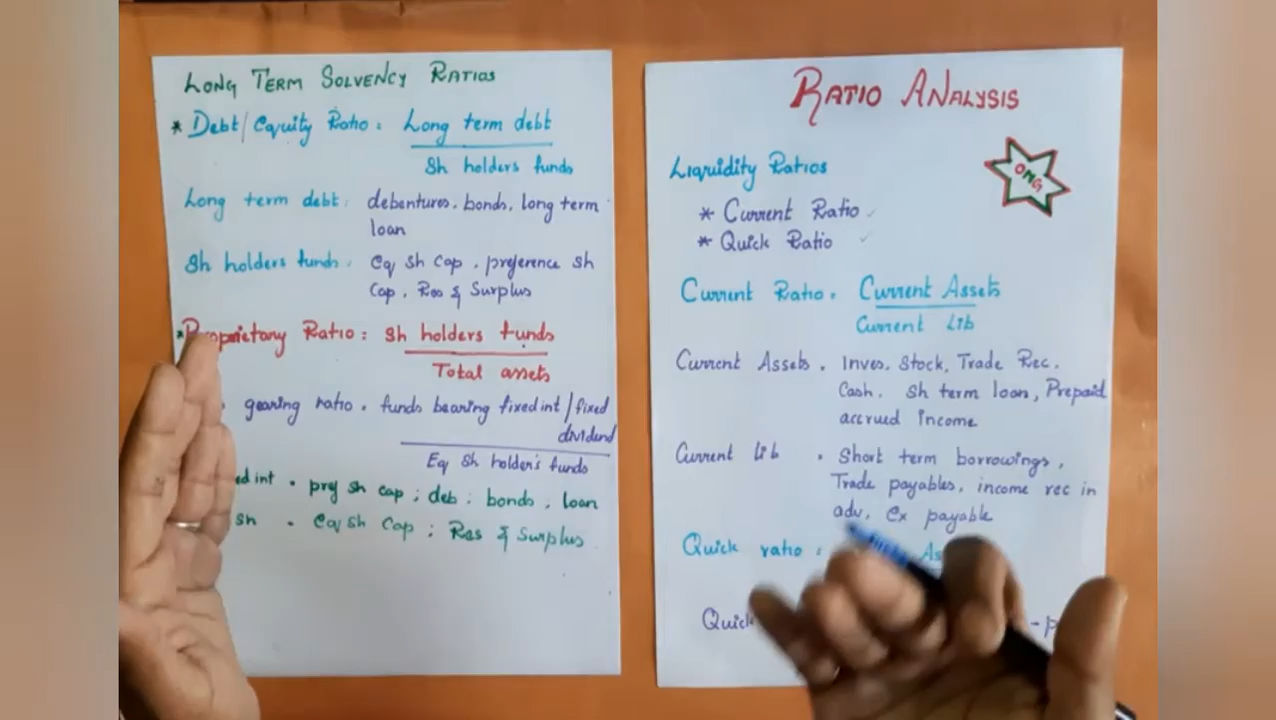 LONG TERM SOLVENCY RATIOS
* Debt/Equity Ratio: Long term debt
Sh holders funds
Long term debt: debentures, bonds, long term
loan
Sh holders funds: Eq Sh Cap, preference Sh
Cap, Res & Surplus
*Proprietary Ratio: Sh holders funds
Total assets
gearing ratio. funds bearing fixed int/fixed
dividend
Eq Sh holder's funds
ed int. pref sh cap; deb: bonds, loan
sh. Eq Sh Cap; Res & Surplus
RATIO ANALYSIS
OMG
Liquidity Ratios
* Current Ratio
* Quick Ratio
Current Ratio. Current Assets
Current Lib
Current Assets. Inves. Stock, Trade Rec.
Cash. Sh term loan, Prepaid
accrued income
Current Lib. Short term borrowings,
Trade payables, income rec in
adv. Ex payable
Quick ratio: As
Quick - p